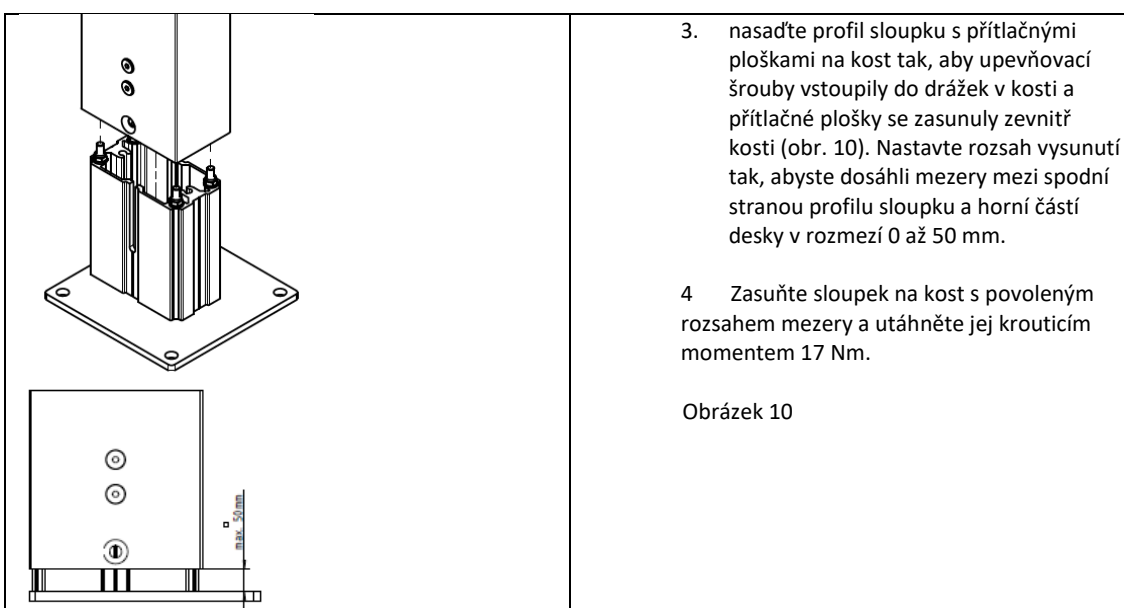 3. nasaďte profil sloupku s přítlačnými
ploškami na kost tak, aby upevňovací
šrouby vstoupily do drážek v kosti a
přítlačné plošky se zasunuly zevnitř
kosti (obr. 10). Nastavte rozsah vysunutí
tak, abyste dosáhli mezery mezi spodní
stranou profilu sloupku a horní částí
desky v rozmezí 0 až 50 mm.
4 Zasuňte sloupek na kost s povoleným
rozsahem mezery a utáhněte jej krouticím
momentem 17 Nm.
Obrázek 10
max. 50mm